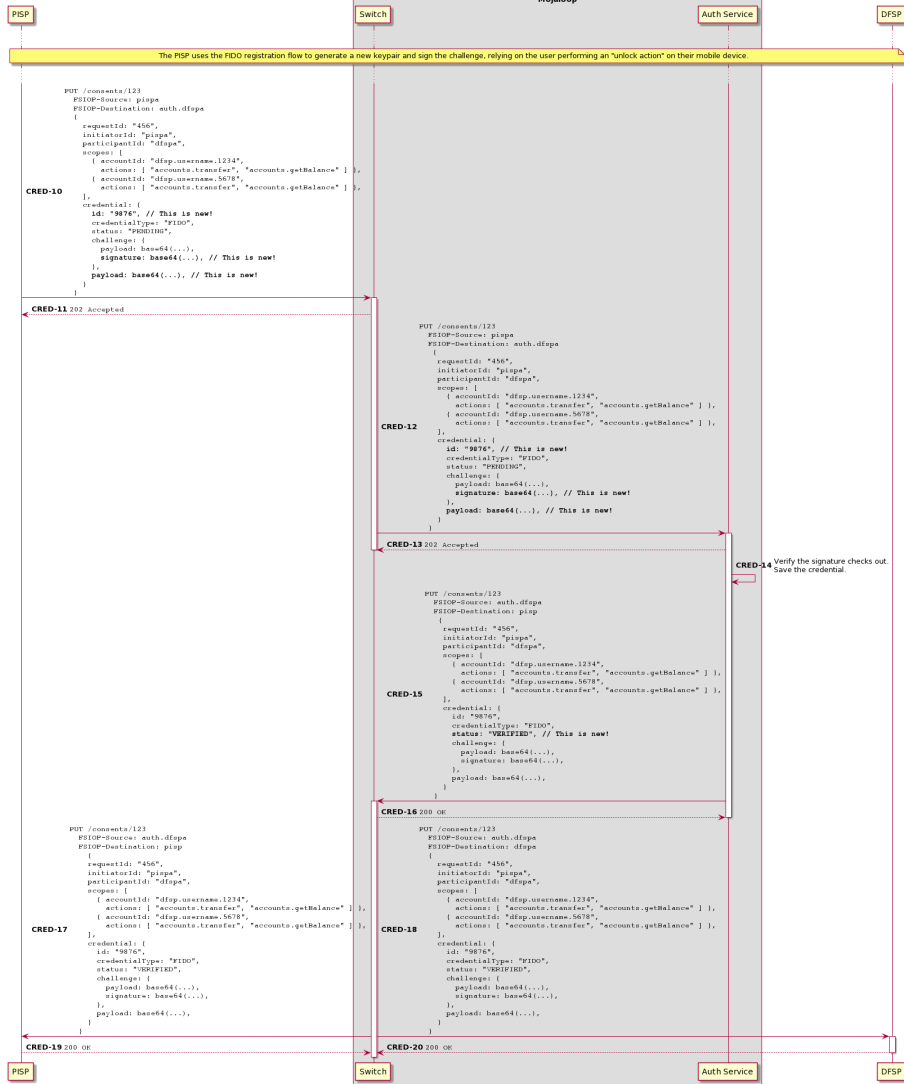 Mojaloop
PISP
Switch
Auth Service
DFSP
The PISP uses the FIDO registration flow to generate a new keypair and sign the challenge, relying on the user performing an "unlock action" on their mobile device.
CRED-10
PUT /consents/123
FSIOP-Source: pispa
FSIOP-Destination: auth.dfspa
{
requestId: "456",
initiatorId: "pispa",
participantId: "dfspa",
scopes: [
{ accountId: "dfsp.username.1234",
actions: [ "accounts.transfer", "accounts.getBalance" ] },
{ accountId: "dfsp.username.5678",
actions: [ "accounts.transfer", "accounts.getBalance" ] }
],
credential: {
id: "9876", // This is new!
credentialType: "FIDO",
status: "PENDING",
challenge: {
payload: base64(...),
signature: base64(...), // This is new!
},
payload: base64(...), // This is new!
}
}
CRED-11 202 Accepted
CRED-12
PUT /consents/123
FSIOP-Source: pispa
FSIOP-Destination: auth.dfspa
{
requestId: "456",
initiatorId: "pispa",
participantId: "dfspa",
scopes: [
{ accountId: "dfsp.username.1234",
actions: [ "accounts.transfer", "accounts.getBalance" ] },
{ accountId: "dfsp.username.5678",
actions: [ "accounts.transfer", "accounts.getBalance" ] },
],
credential: {
id: "9876", // This is new!
credentialType: "FIDO",
status: "PENDING",
challenge: {
payload: base64(...),
signature: base64(...), // This is new!
},
payload: base64(...), // This is new!
}
}
CRED-13 202 Accepted
CRED-14 Verify the signature checks out.
Save the credential.
CRED-15
PUT /consents/123
FSIOP-Source: auth.dfspa
FSIOP-Destination: pisp
{
requestId: "456",
initiatorId: "pispa",
participantId: "dfspa",
scopes: [
{ accountId: "dfsp.username.1234",
actions: [ "accounts.transfer", "accounts.getBalance" ] },
{ accountId: "dfsp.username.5678",
actions: [ "accounts.transfer", "accounts.getBalance" ] },
],
credential: {
id: "9876",
credentialType: "FIDO",
status: "VERIFIED", // This is new!
challenge: {
payload: base64(...),
signature: base64(...),
},
payload: base64(...),
}
}
CRED-16 200 OK
CRED-17
PUT /consents/123
FSIOP-Source: auth.dfspa
FSIOP-Destination: pisp
{
requestId: "456",
initiatorId: "pispa",
participantId: "dfspa",
scopes: [
{ accountId: "dfsp.username.1234",
actions: [ "accounts.transfer", "accounts.getBalance" ] },
{ accountId: "dfsp.username.5678",
actions: [ "accounts.transfer", "accounts.getBalance" ] },
],
credential: {
id: "9876",
credentialType: "FIDO",
status: "VERIFIED",
challenge: {
payload: base64(...),
signature: base64(...),
},
payload: base64(...),
}
}
CRED-18
PUT /consents/123
FSIOP-Source: auth.dfspa
FSIOP-Destination: dfspa
{
requestId: "456",
initiatorId: "pispa",
participantId: "dfspa",
scopes: [
{ accountId: "dfsp.username.1234",
actions: [ "accounts.transfer", "accounts.getBalance" ] },
{ accountId: "dfsp.username.5678",
actions: [ "accounts.transfer", "accounts.getBalance" ] },
],
credential: {
id: "9876",
credentialType: "FIDO",
status: "VERIFIED",
challenge: {
payload: base64(...),
signature: base64(...),
},
payload: base64(...),
}
}
CRED-19 200 OK
CRED-20 200 OK
PISP
Switch
Auth Service
DFSP